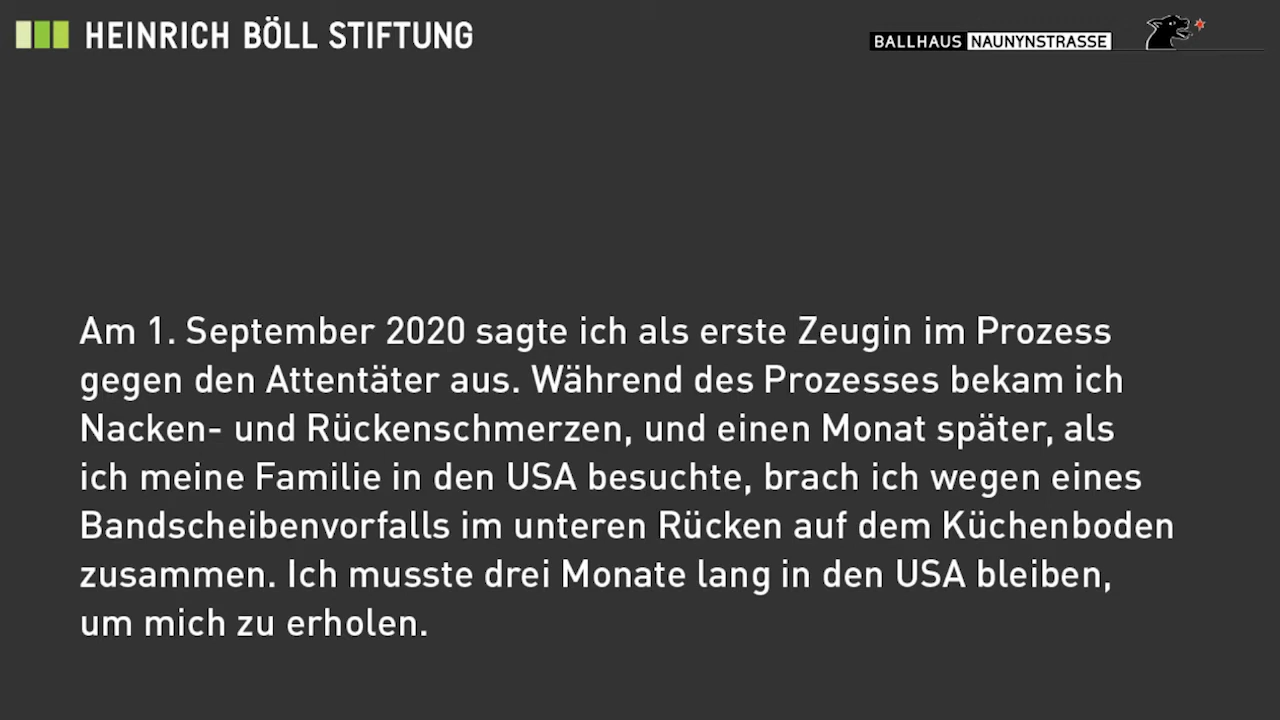 HEINRICH BÖLL STIFTUNG
BALLHAUS NAUNYNSTRASSE
Am 1. September 2020 sagte ich als erste Zeugin im Prozess
gegen den Attentäter aus. Während des Prozesses bekam ich
Nacken- und Rückenschmerzen, und einen Monat später, als
ich meine Familie in den USA besuchte, brach ich wegen eines
Bandscheibenvorfalls im unteren Rücken auf dem Küchenboden
zusammen. Ich musste drei Monate lang in den USA bleiben,
um mich zu erholen.